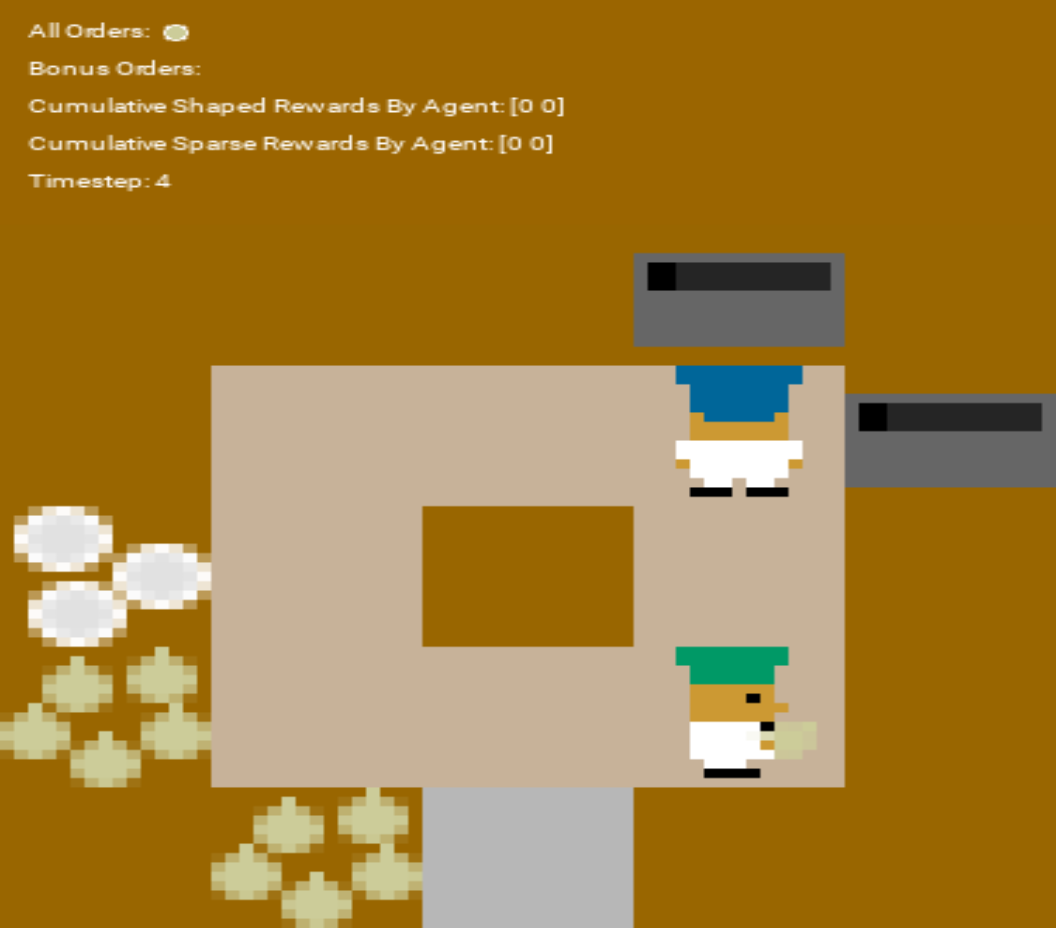 All Orders:
Bonus Orders:
Cumulative Shaped Rewards By Agent: [0 0]
Cumulative Sparse Rewards By Agent: [0 0]
Timestep: 4